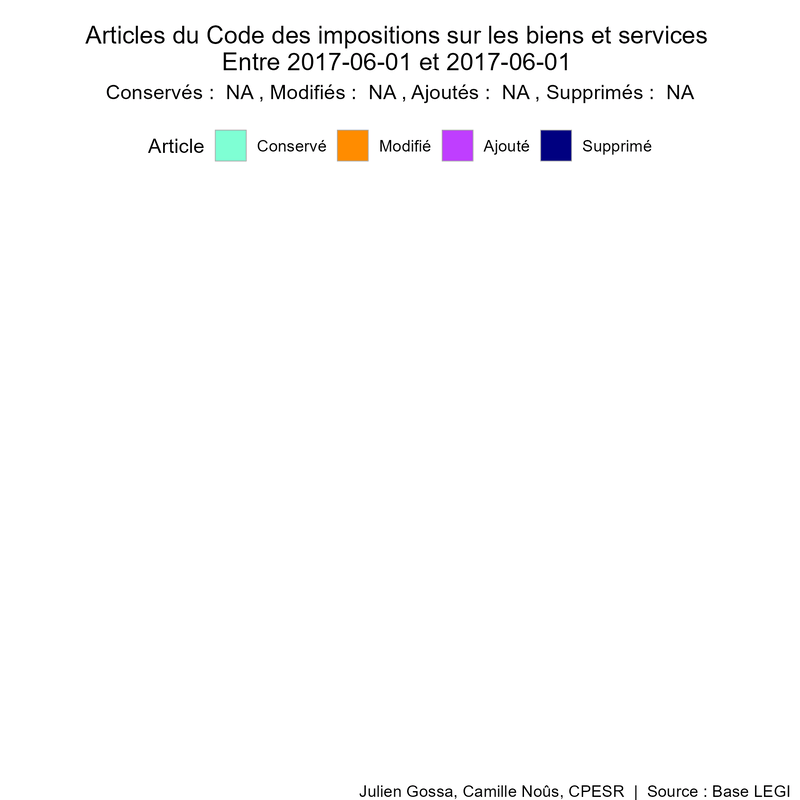 Articles du Code des impositions sur les biens et services
Entre 2017-06-01 et 2017-06-01
Conservés :  NA , Modifiés :  NA , Ajoutés :  NA , Supprimés :  NA
Article Conservé Modifié Ajouté Supprimé
Julien Gossa, Camille Noûs, CPESR  |  Source : Base LEGI